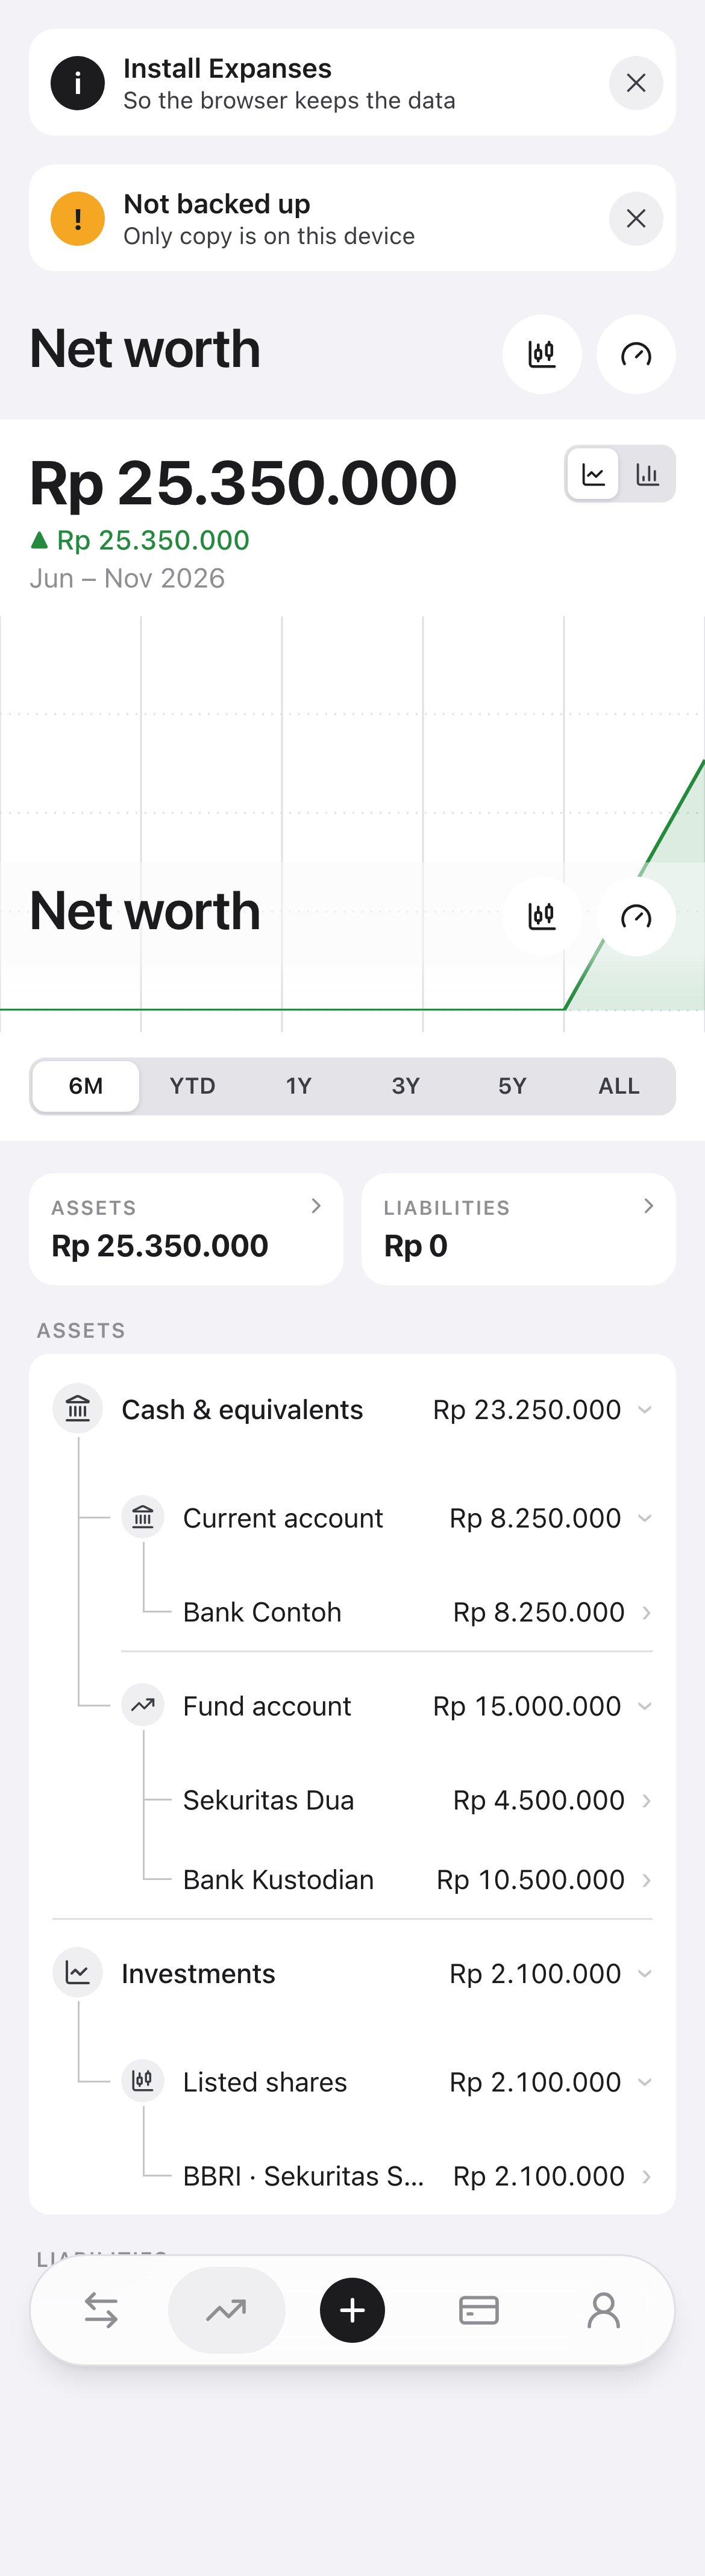 Install Expanses
So the browser keeps the data
Not backed up
Only copy is on this device
Net worth
Rp 25.350.000
Rp 25.350.000
Jun – Nov 2026
Net worth
6M YTD 1Y 3Y 5Y ALL
ASSETS
Rp 25.350.000
LIABILITIES
Rp 0
ASSETS
Cash & equivalents Rp 23.250.000
Current account Rp 8.250.000
Bank Contoh Rp 8.250.000
Fund account Rp 15.000.000
Sekuritas Dua Rp 4.500.000
Bank Kustodian Rp 10.500.000
Investments Rp 2.100.000
Listed shares Rp 2.100.000
BBRI · Sekuritas S... Rp 2.100.000
LIABILITIES